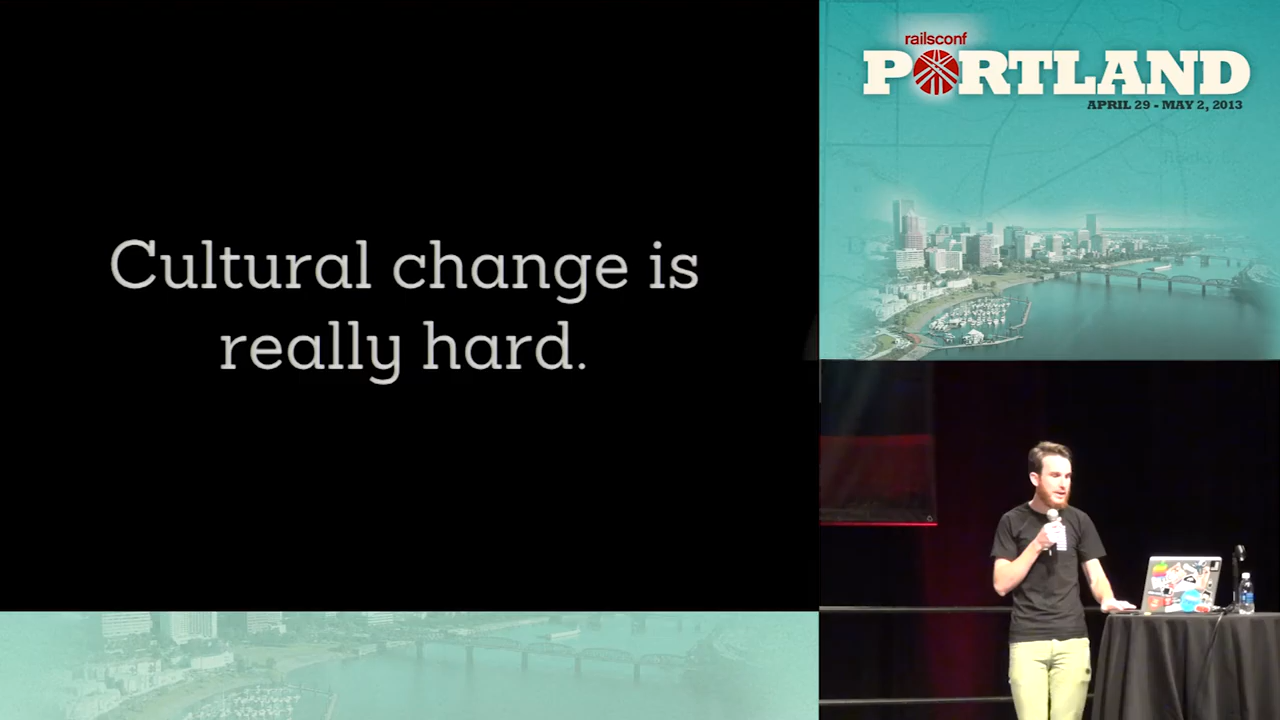 Cultural change is
really hard.
railsconf
PORTLAND
APRIL 29 - MAY 2, 2013